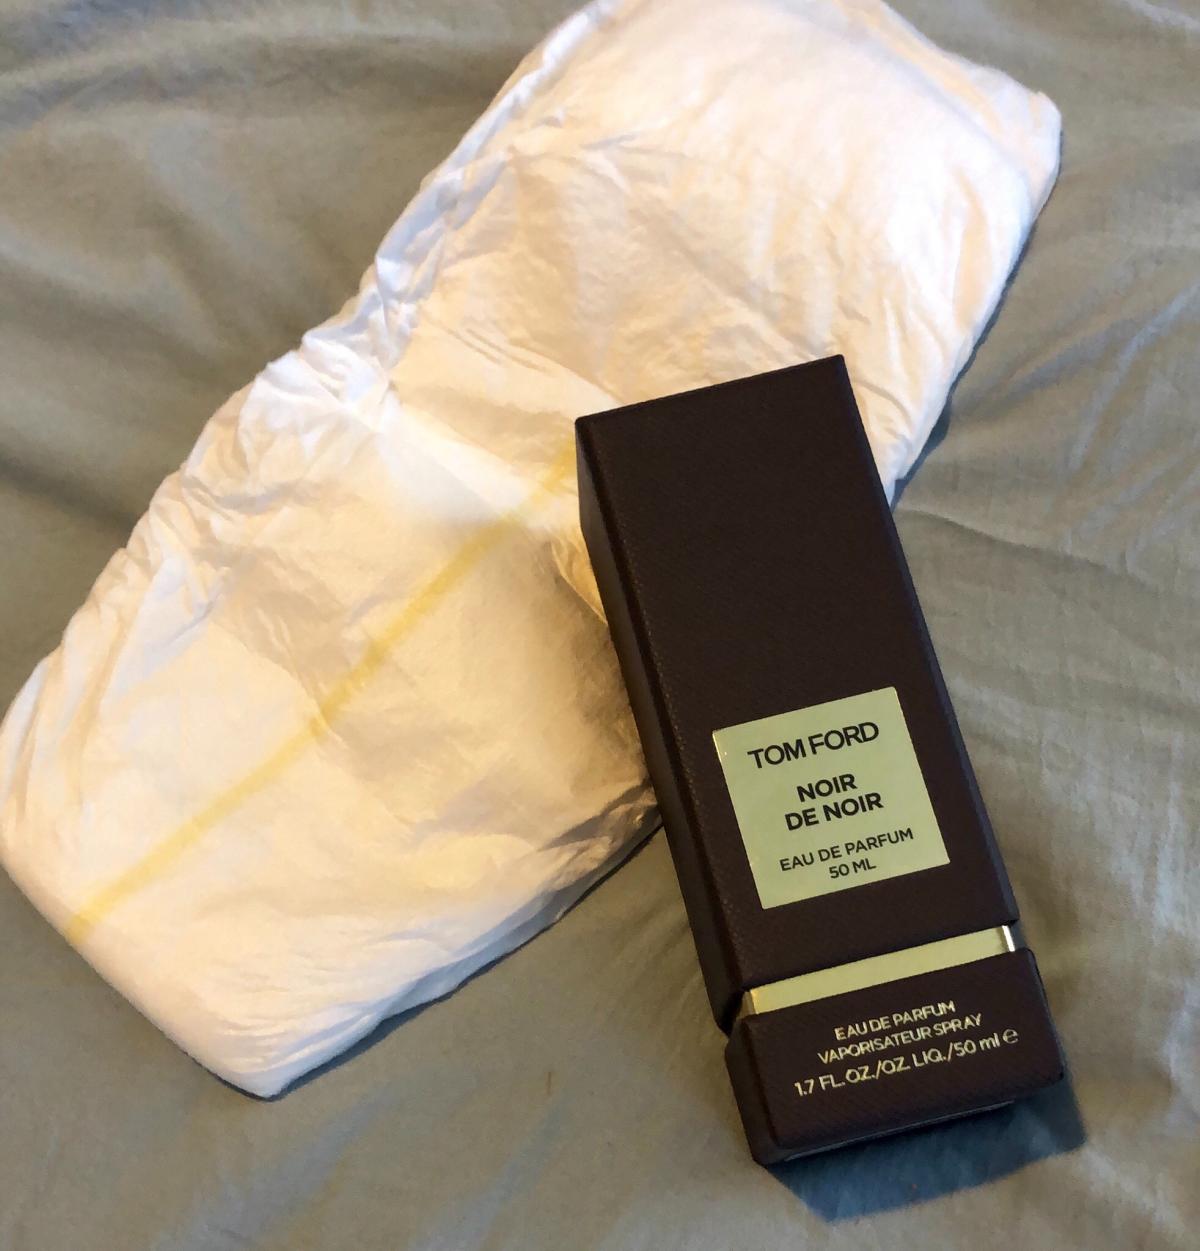 TOM FORD
NOIR
DE NOIR
EAU DE PARFUM
50 ML
EAU DE PARFUM
VAPORISATEUR SPRAY
1.7 FL. OZ./OZ. LIQ./50 ml ℮